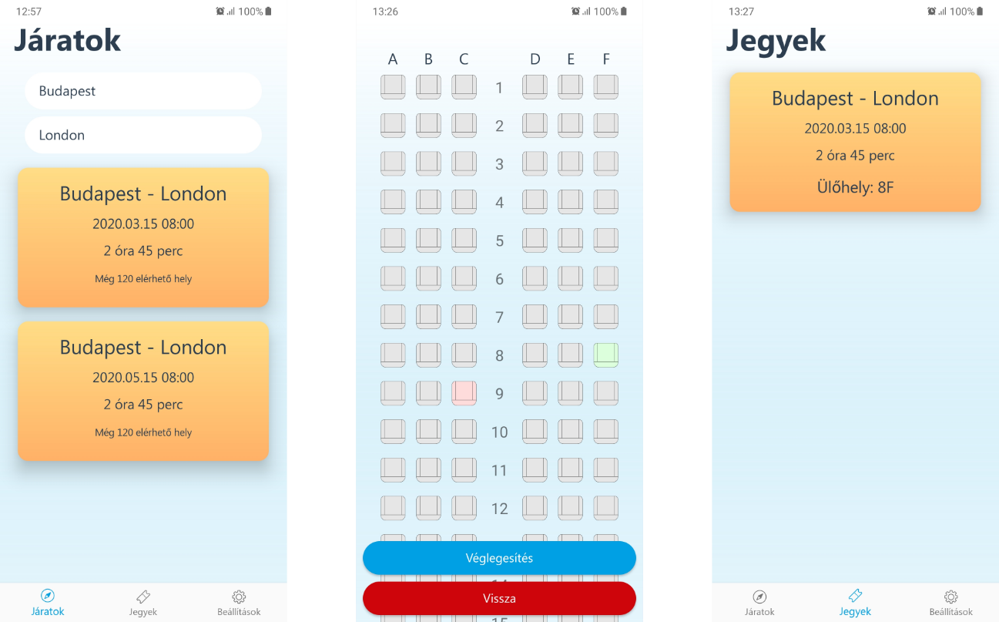 12:57
100%
Járatok
Budapest
London
Budapest - London
2020.03.15 08:00
2 óra 45 perc
Még 120 elérhető hely
Budapest - London
2020.05.15 08:00
2 óra 45 perc
Még 120 elérhető hely
Járatok Jegyek Beállítások
13:26
100%
A B C D E F
1
2
3
4
5
6
7
8
9
10
11
12
Véglegesítés
14
Vissza
15
13:27
100%
Jegyek
Budapest - London
2020.03.15 08:00
2 óra 45 perc
Ülőhely: 8F
Járatok Jegyek Beállítások